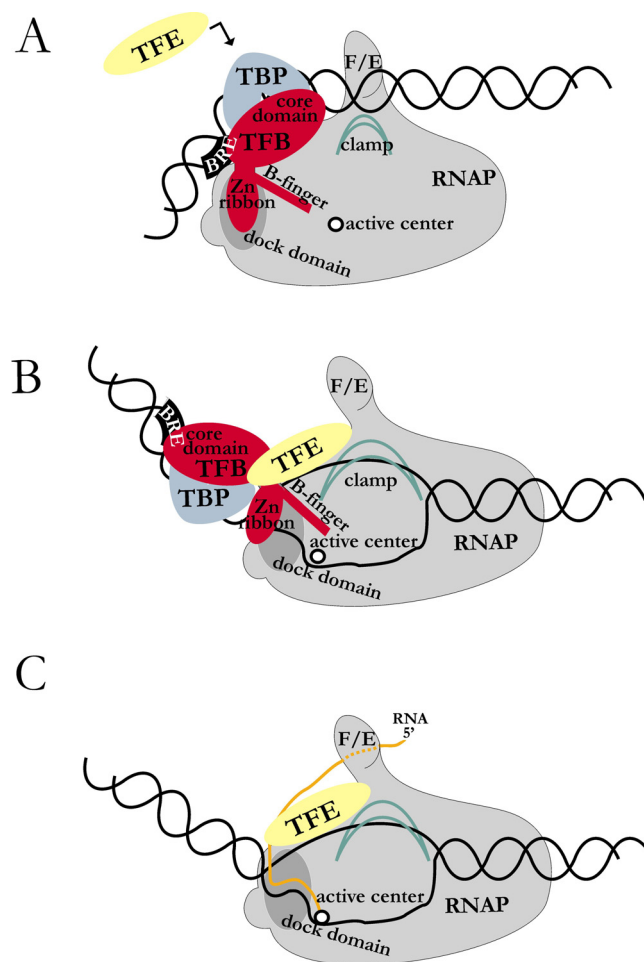 A
TFE
F/E
TBP
core
domain
TFB
clamp
BRE
B-finger
RNAP
Zn
ribbon
active center
dock domain
B
F/E
BRE
core
domain
TFE
TFB
clamp
TBP
B-finger
Zn
ribbon
active center
RNAP
dock domain
C
RNA
5'
F/E
TFE
active center
RNAP
dock domain